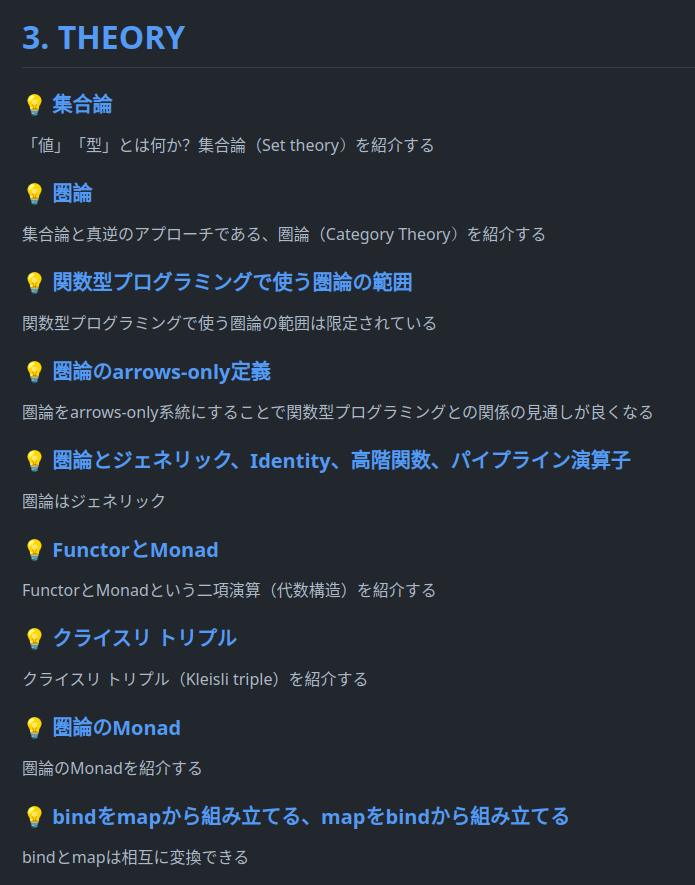 3. THEORY
💡 集合論
「値」「型」とは何か? 集合論（Set theory）を紹介する
💡 圏論
集合論と真逆のアプローチである、圏論（Category Theory）を紹介する
💡 関数型プログラミングで使う圏論の範囲
関数型プログラミングで使う圏論の範囲は限定されている
💡 圏論のarrows-only定義
圏論をarrows-only系統にすることで関数型プログラミングとの関係の見通しが良くなる
💡 圏論とジェネリック、Identity、高階関数、パイプライン演算子
圏論はジェネリック
💡 FunctorとMonad
FunctorとMonadという二項演算（代数構造）を紹介する
💡 クライスリ トリプル
クライスリ トリプル（Kleisli triple）を紹介する
💡 圏論のMonad
圏論のMonadを紹介する
💡 bindをmapから組み立てる、mapをbindから組み立てる
bindとmapは相互に変換できる